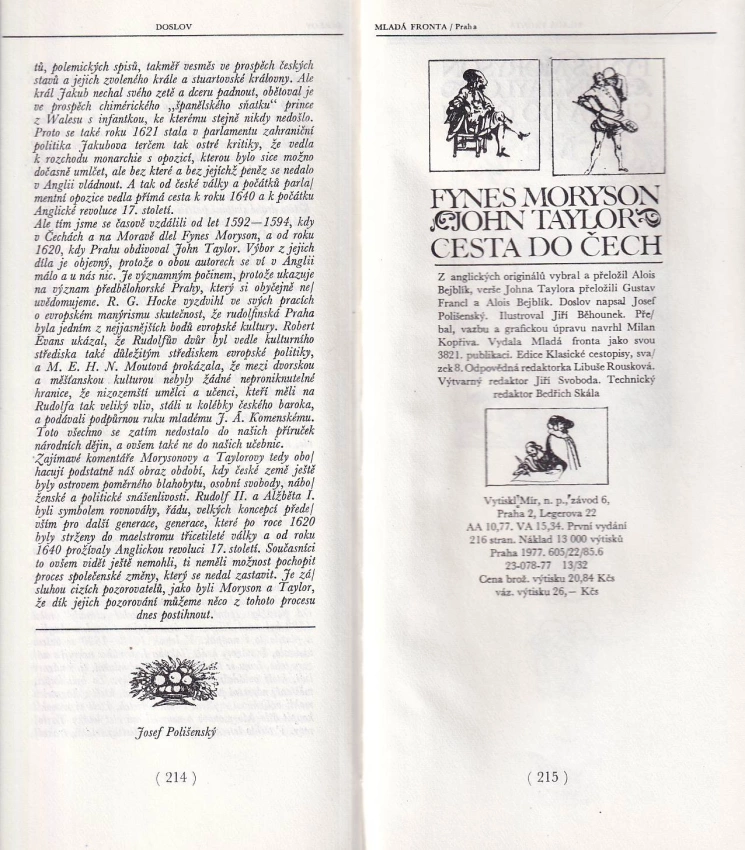 DOSLOV
tů, polemických spisů, takměř vesměs ve prospěch českých
stavů a jejich zvoleného krále a stuartovské královny. Ale
král Jakub nechal svého zetě a dceru padnout, obětoval je
ve prospěch chimérického „španělského sňatku“ prince
z Walesu s infantkou, ke kterému stejně nikdy nedošlo.
Proto se také roku 1621 stala v parlamentu zahraniční
politika Jakubova terčem tak ostré kritiky, že vedla
k rozchodu monarchie s opozicí, kterou bylo sice možno
dočasně umlčet, ale bez které a bez jejichž peněz se nedalo
v Anglii vládnout. A tak od české války a počátků parla/
mentní opozice vedla přímá cesta k roku 1640 a k počátku
Anglické revoluce 17. století.
Ale tím jsme se časově vzdálili od let 1592—1594, kdy
v Čechách a na Moravě dlel Fynes Moryson, a od roku
1620, kdy Prahu obdivoval John Taylor. Výbor z jejich
díla je objevný, protože o obou autorech se ví v Anglii
málo a u nás nic. Je významným počinem, protože ukazuje
na význam předbělohorské Prahy, který si obyčejně ne/
uvědomujeme. R. G. Hocke vyzdvihl ve svých pracích
o evropském manýrismu skutečnost, že rudolfínská Praha
byla jedním z nejjasnějších bodů evropské kultury. Robert
Evans ukázal, že Rudolfův dvůr byl vedle kulturního
střediska také důležitým střediskem evropské politiky,
a M. E. H. N. Moutová prokázala, že mezi dvorskou
a měšťanskou kulturou nebyly žádné neproniknutelné
hranice, že nizozemští umělci a učenci, kteří měli na
Rudolfa tak veliký vliv, stáli u kolébky českého baroka,
a podávali podpůrnou ruku mladému J. A. Komenskému.
Toto všechno se zatím nedostalo do našich příruček
národních dějin, a ovšem také ne do našich učebnic.
Zajímavé komentáře Morysonovy a Taylorovy tedy obo/
hacují podstatně náš obraz období, kdy české země ještě
byly ostrovem poměrného blahobytu, osobní svobody, nábo/
ženské a politické snášenlivosti. Rudolf II. a Alžběta I.
byli symbolem rovnováhy, řádu, velkých koncepcí přede/
vším pro další generace, generace, které po roce 1620
byly strženy do maelstromu třicetileté války a od roku
1640 prožívaly Anglickou revoluci 17. století. Současníci
to ovšem vidět ještě nemohli, ti neměli možnost pochopit
proces společenské změny, který se nedal zastavit. Je zá/
sluhou cizích pozorovatelů, jako byli Moryson a Taylor,
že dík jejich pozorování můžeme něco z tohoto procesu
dnes postihnout.
Josef Polišenský
( 214 )
MLADÁ FRONTA / Praha
FYNES MORYSON
JOHN TAYLOR
CESTA DO ČECH
Z anglických originálů vybral a přeložil Alois
Bejblík, verše Johna Taylora přeložili Gustav
Francl a Alois Bejblík. Doslov napsal Josef
Polišenský. Ilustroval Jiří Běhounek. Pře/
bal, vazbu a grafickou úpravu navrhl Milan
Kopřiva. Vydala Mladá fronta jako svou
3821. publikaci. Edice Klasické cestopisy, sva/
zek 8. Odpovědná redaktorka Libuše Rousková.
Výtvarný redaktor Jiří Svoboda. Technický
redaktor Bedřich Skála
Vytiskl Mír, n. p., závod 6,
Praha 2, Legerova 22
AA 10,77. VA 15,34. První vydání
216 stran. Náklad 13 000 výtisků
Praha 1977. 605/22/85.6
23-078-77 13/32
Cena brož. výtisku 20,84 Kčs
váz. výtisku 26,— Kčs
( 215 )